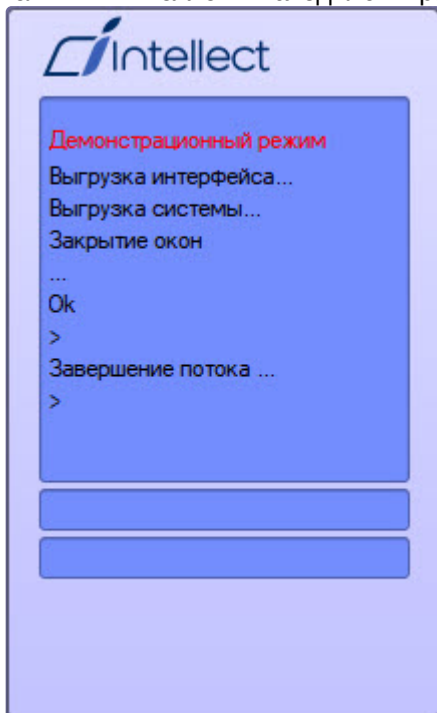 Intellect
Демонстрационный режим
Выгрузка интерфейса...
Выгрузка системы...
Закрытие окон
...
Ok
>
Завершение потока ...
>